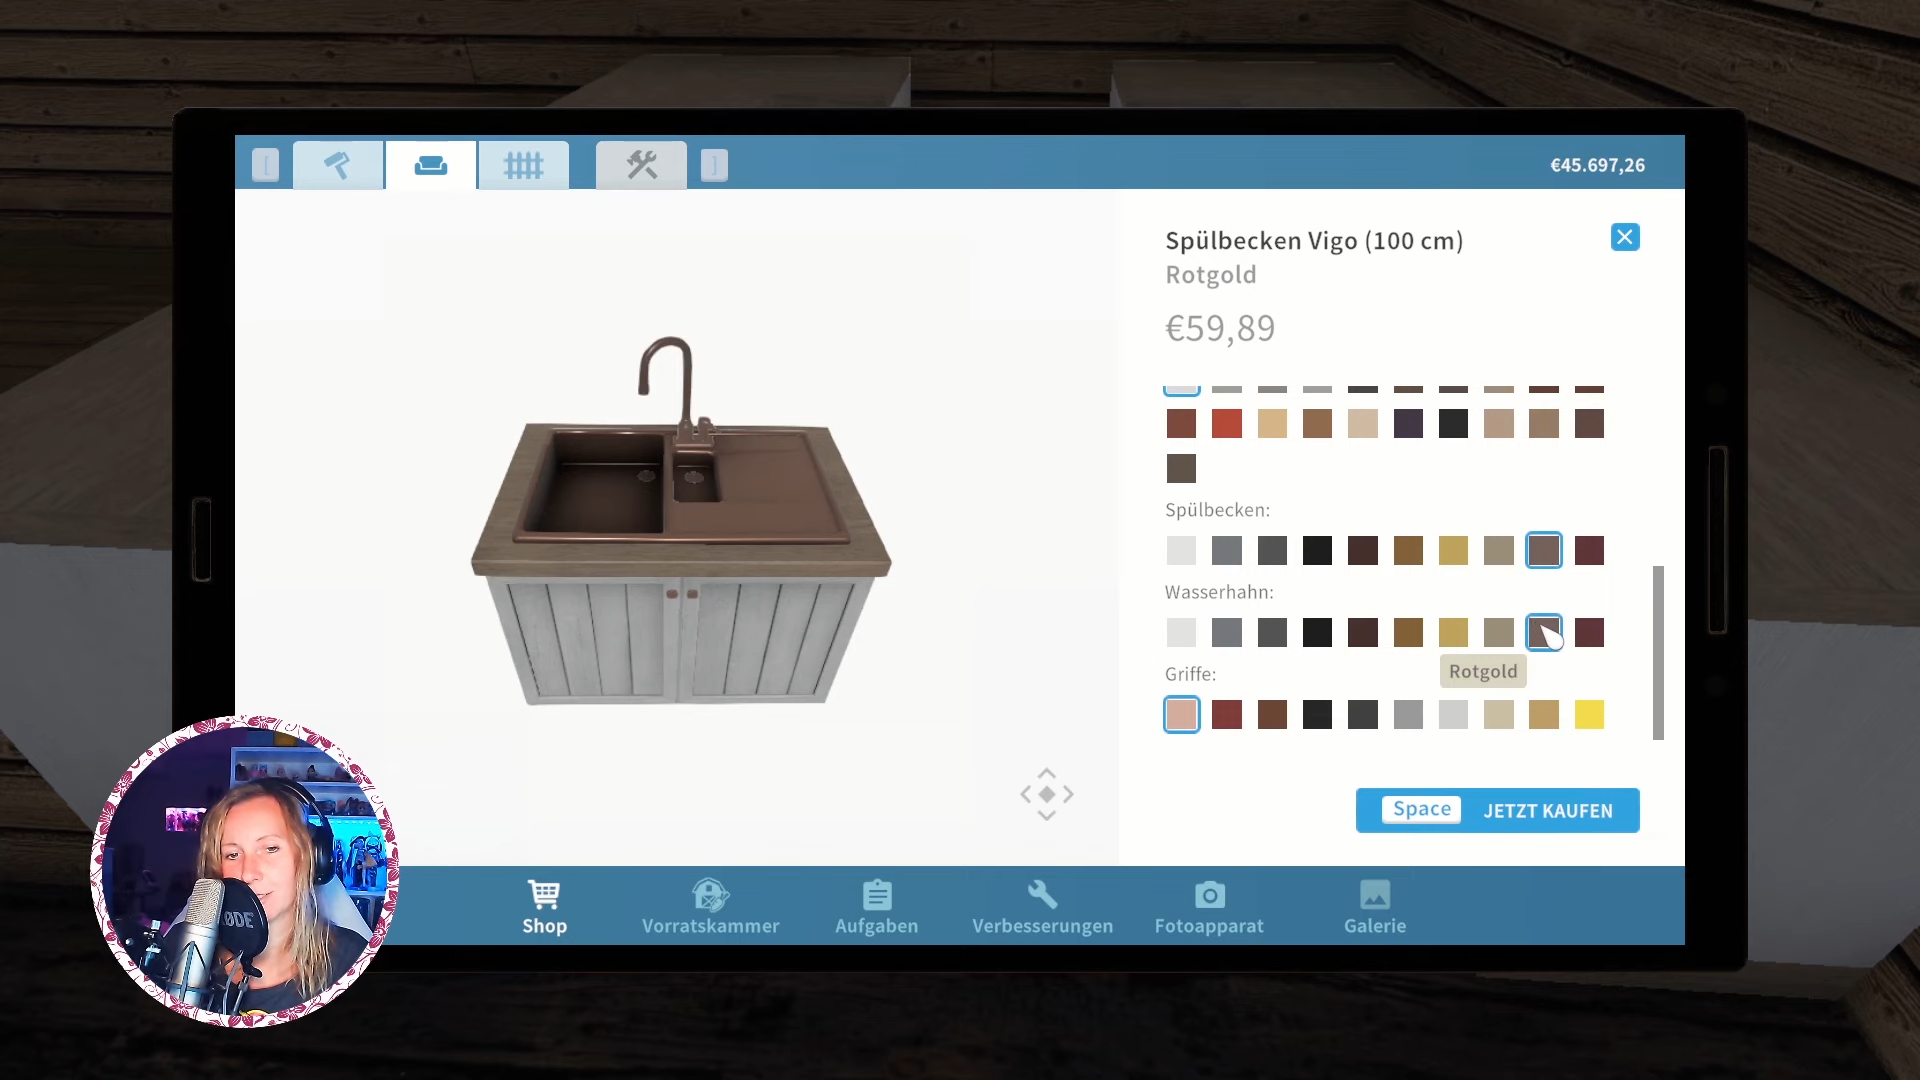 [
]
€45.697,26
Spülbecken Vigo (100 cm)
Rotgold
€59,89
Spülbecken:
Wasserhahn:
Rotgold
Griffe:
Space JETZT KAUFEN
Shop
Vorratskammer
Aufgaben
Verbesserungen
Fotoapparat
Galerie
RØDE